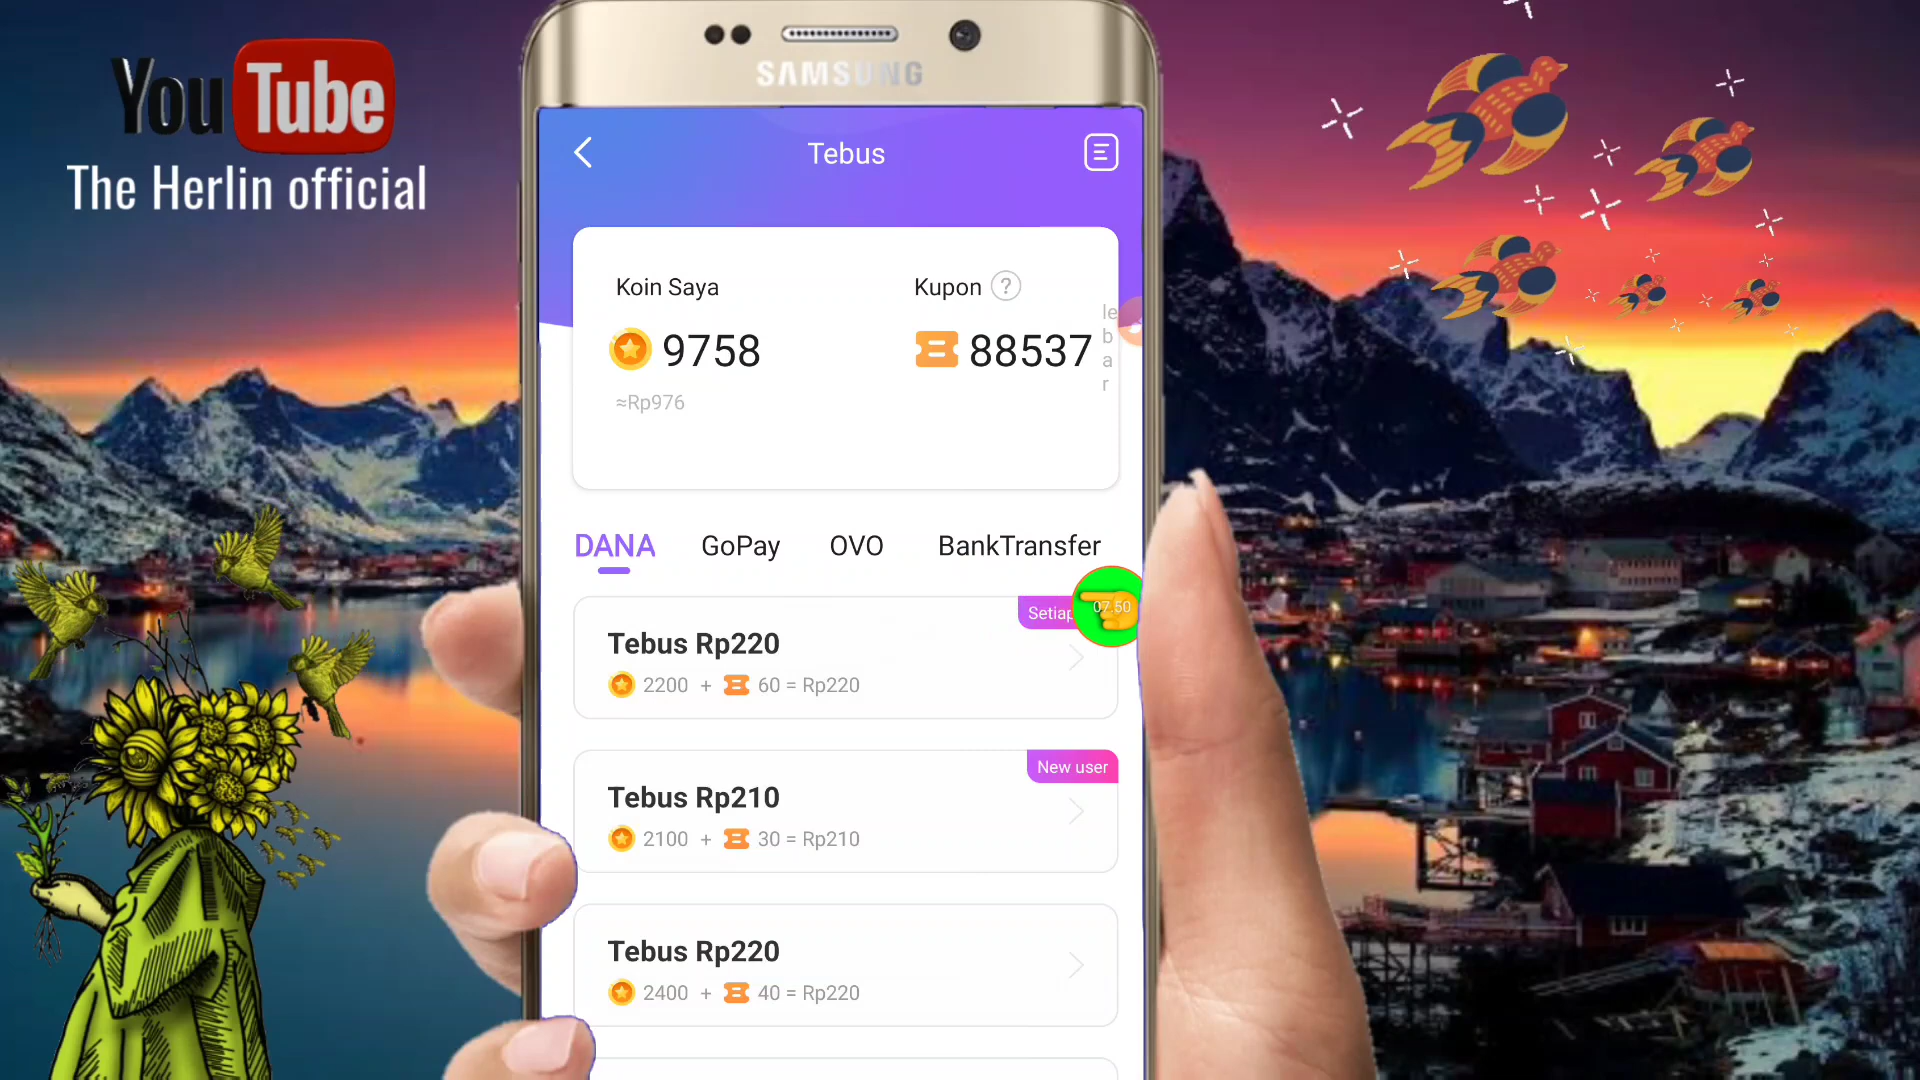 YouTube
The Herlin official
SAMSUNG
Tebus
Koin Saya
Kupon ?
9758
88537
lebar
≈Rp976
DANA
GoPay
OVO
BankTransfer
Setiap
07:50
Tebus Rp220
2200 + 60 = Rp220
New user
Tebus Rp210
2100 + 30 = Rp210
Tebus Rp220
2400 + 40 = Rp220